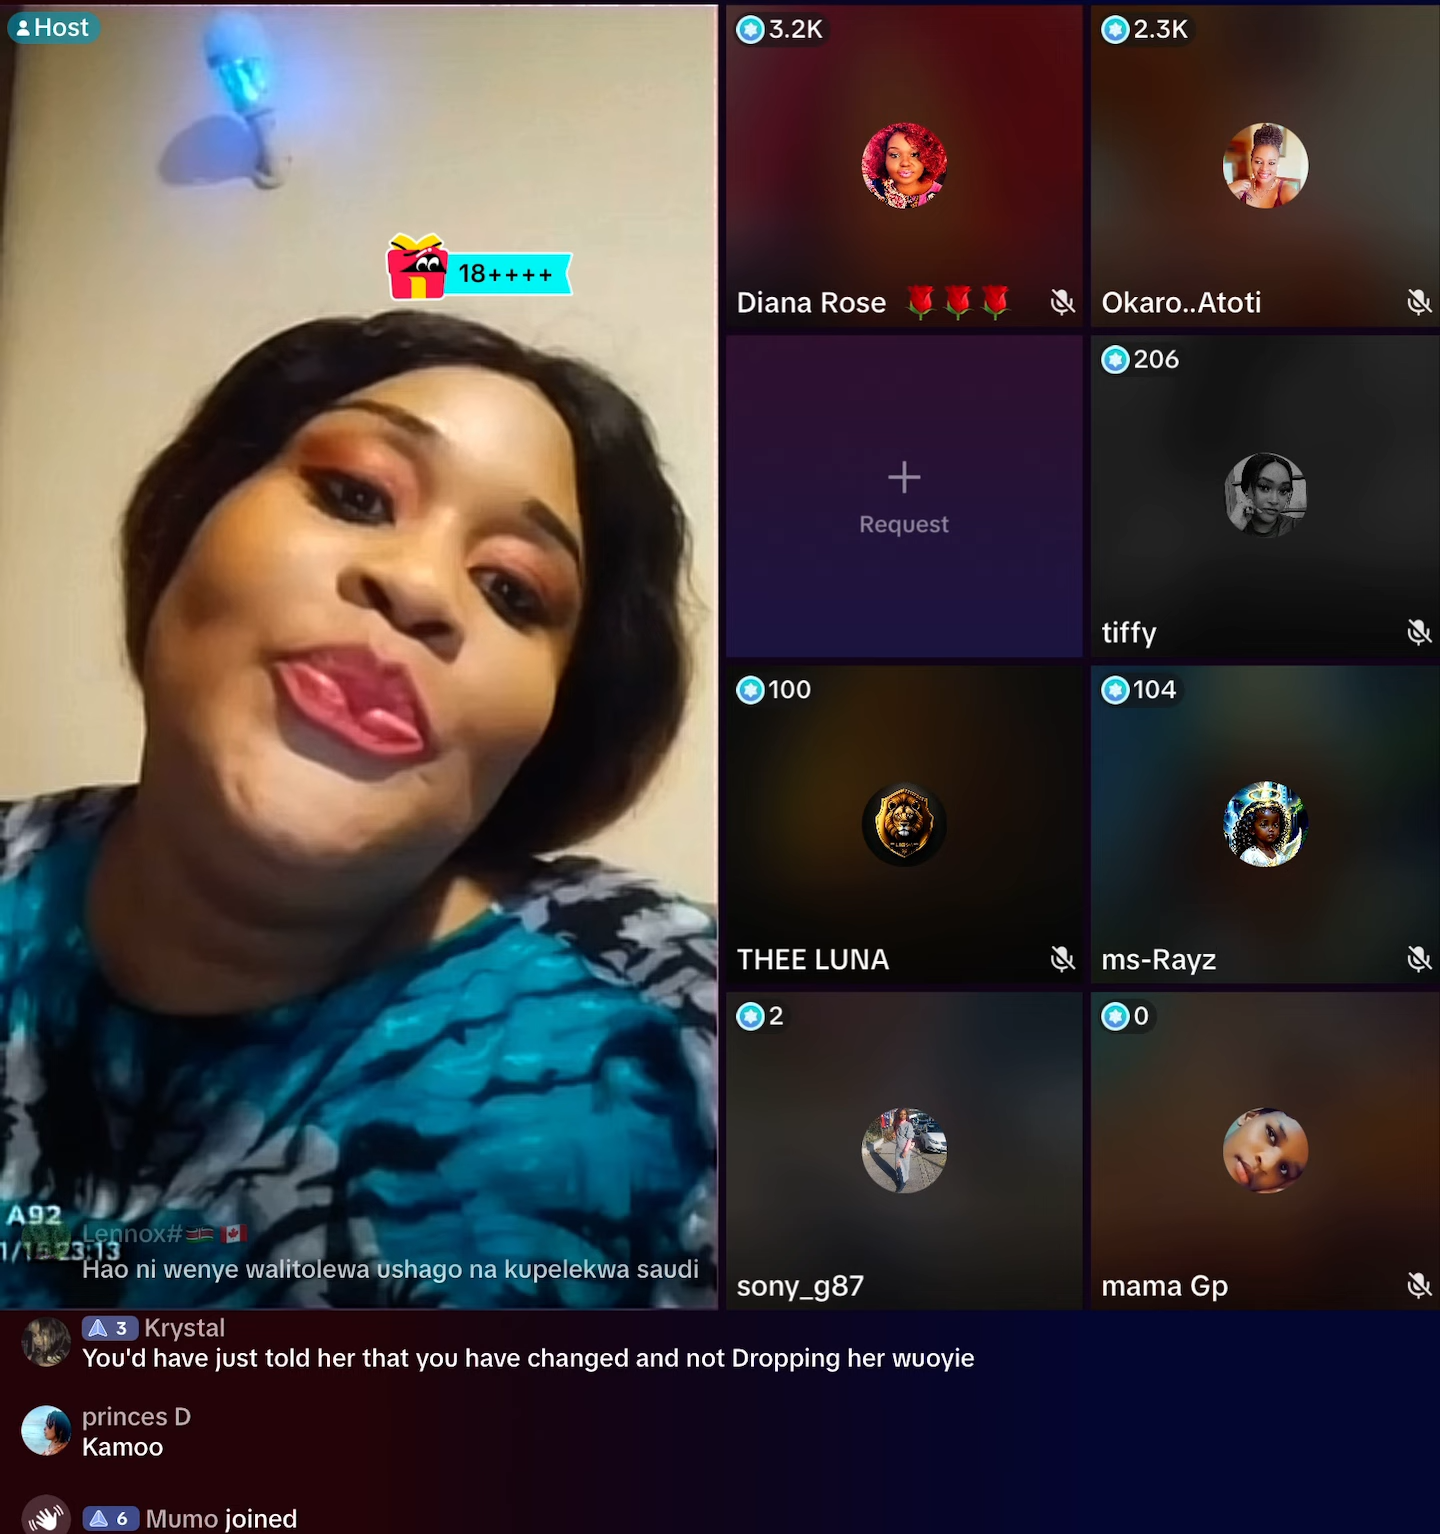 Host
18++++
3.2K
Diana Rose 🌹🌹🌹
2.3K
Okaro..Atoti
Request
206
tiffy
100
THEE LUNA
104
ms-Rayz
2
sony_g87
0
mama Gp
A92
23:13
Lennox#🇰🇪 🇨🇦
Hao ni wenye walitolewa ushago na kupelekwa saudi
3 Krystal
You'd have just told her that you have changed and not Dropping her wuoyie
princes D
Kamoo
6 Mumo joined